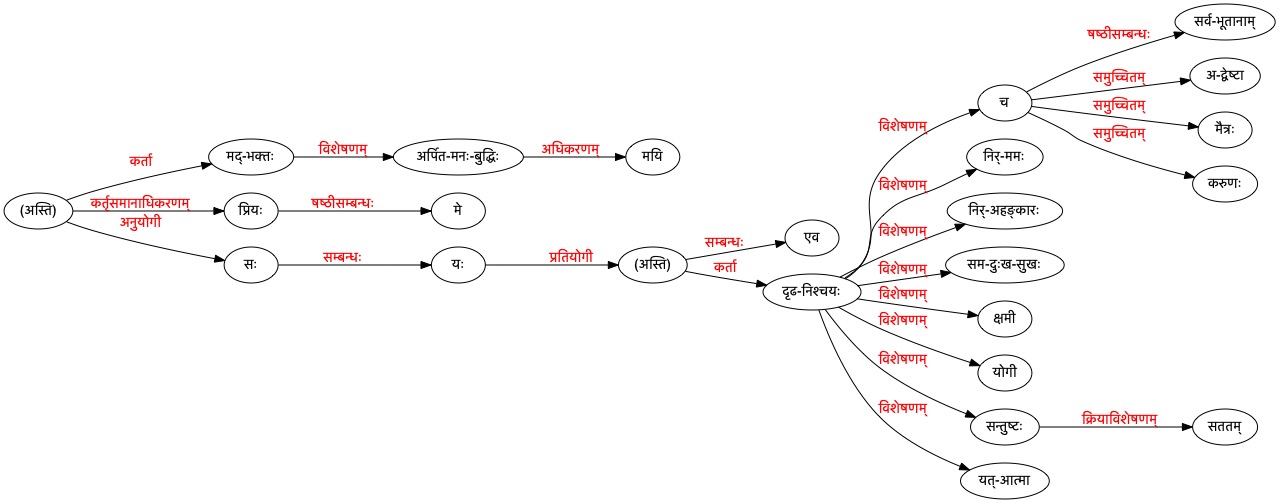 सर्व-भूतानाम्
षष्ठीसम्बन्धः
अ-द्वेष्टा
समुच्चितम्
च
समुच्चितम्
विशेषणम्
मैत्रः
समुच्चितम्
मद्-भक्तः
विशेषणम्
अर्पित-मनः-बुद्धिः
अधिकरणम्
मयि
निर्-ममः
कर्ता
विशेषणम्
करुणः
(अस्ति)
कर्तृसमानाधिकरणम्
प्रियः
षष्ठीसम्बन्धः
मे
निर्-अहङ्कारः
अनुयोगी
विशेषणम्
एव
सम्बन्धः
सः
सम्बन्धः
यः
प्रतियोगी
(अस्ति)
कर्ता
विशेषणम्
सम-दुःख-सुखः
दृढ-निश्चयः
विशेषणम्
क्षमी
विशेषणम्
विशेषणम्
योगी
विशेषणम्
सन्तुष्टः
क्रियाविशेषणम्
सततम्
यत्-आत्मा